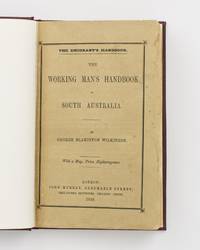 THE EMIGRANT'S HANDBOOK.
THE
WORKING MAN'S HANDBOOK
TO
SOUTH AUSTRALIA.
BY
GEORGE BLAKISTON WILKINSON.
With a Map, Price Eighteenpence.
LONDON:
JOHN MURRAY, ALBEMARLE STREET,
1849.